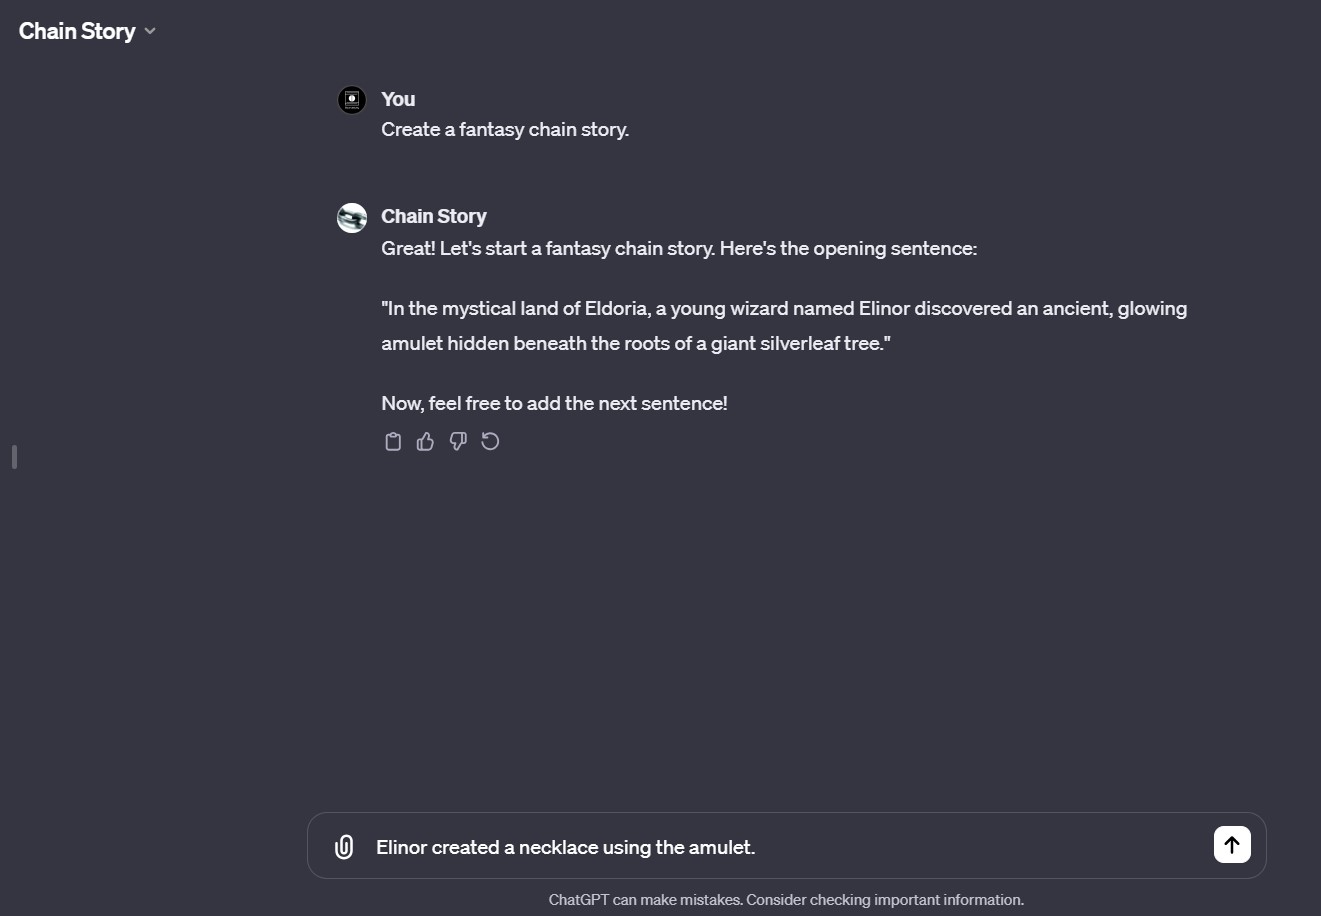 Chain Story
You
Create a fantasy chain story.
Chain Story
Great! Let's start a fantasy chain story. Here's the opening sentence:
"In the mystical land of Eldoria, a young wizard named Elinor discovered an ancient, glowing
amulet hidden beneath the roots of a giant silverleaf tree."
Now, feel free to add the next sentence!
Elinor created a necklace using the amulet.
ChatGPT can make mistakes. Consider checking important information.